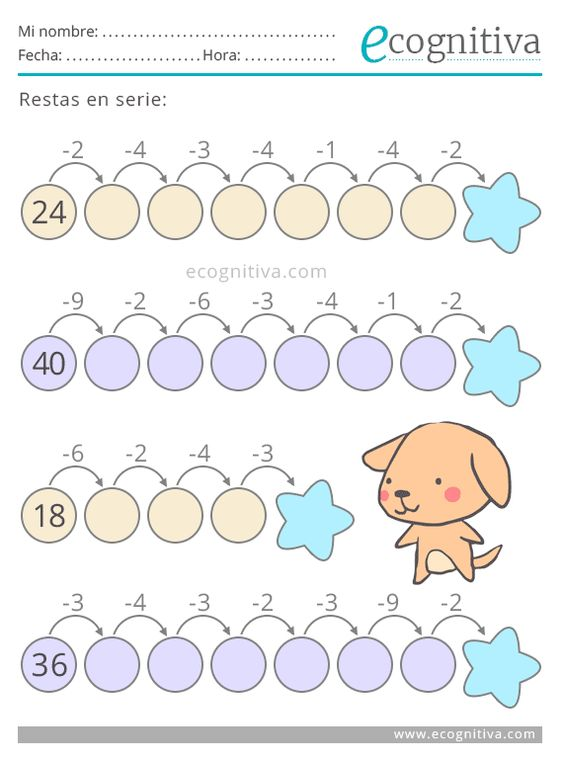 Mi nombre: .....................................
ecognitiva
Fecha: ..................... Hora: ...............
Restas en serie:
-2 -4 -3 -4 -1 -4 -2
24
ecognitiva.com
-9 -2 -6 -3 -4 -1 -2
40
-6 -2 -4 -3
18
-3 -4 -3 -2 -3 -9 -2
36
www.ecognitiva.com